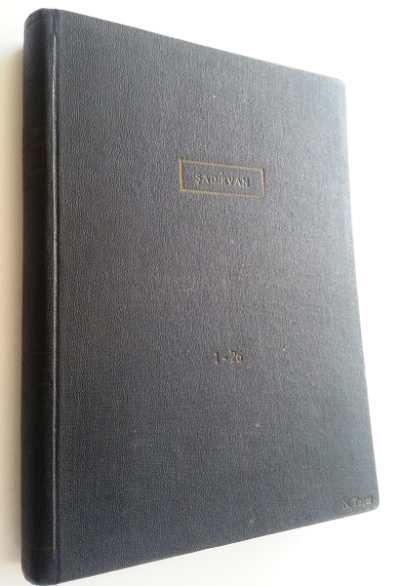 ŞADIRVAN
1 - 26